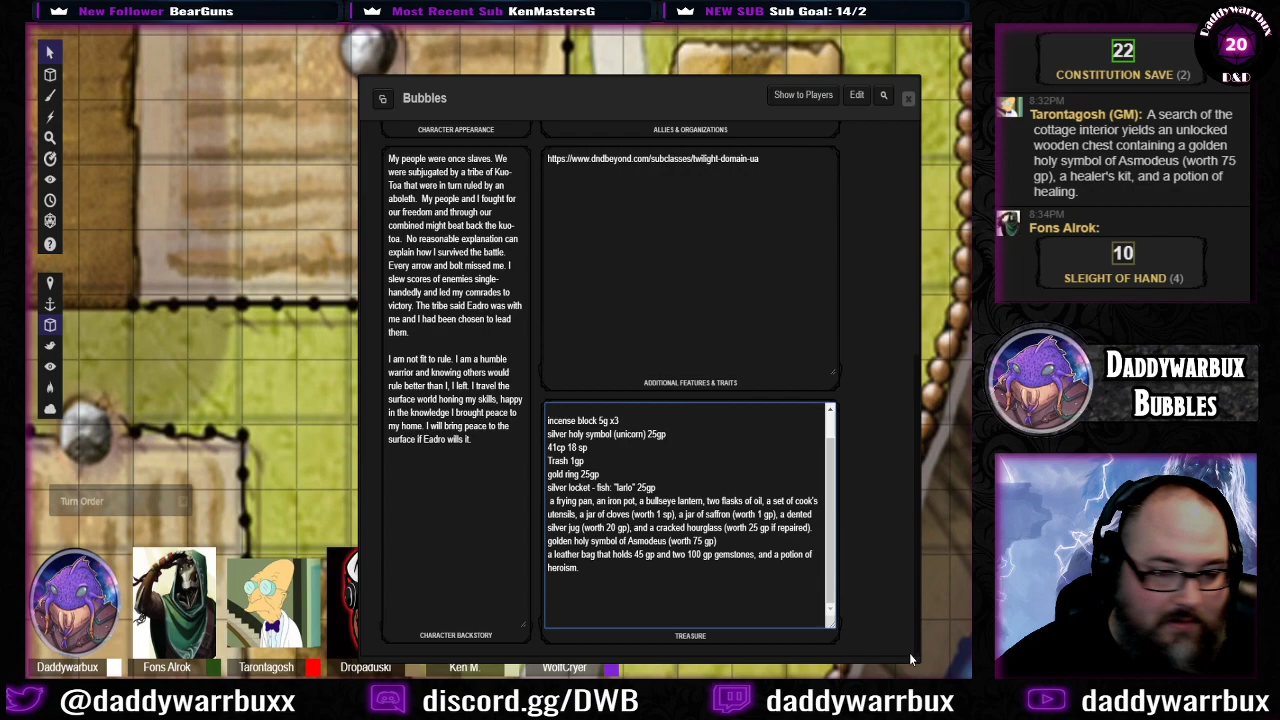 New Follower BearGuns
Most Recent Sub KenMastersG
NEW SUB Sub Goal: 14/2
Daddywarrbux
20
D&D
Bubbles
Show to Players
Edit
x
CHARACTER APPEARANCE
ALLIES & ORGANIZATIONS
My people were once slaves. We
were subjugated by a tribe of Kuo-
Toa that were in turn ruled by an
aboleth. My people and I fought for
our freedom and through our
combined might beat back the kuo-
toa. No reasonable explanation can
explain how I survived the battle.
Every arrow and bolt missed me. I
slew scores of enemies single-
handedly and led my comrades to
victory. The tribe said Eadro was with
me and I had been chosen to lead
them.
I am not fit to rule. I am a humble
warrior and knowing others would
rule better than I, I left. I travel the
surface world honing my skills, happy
in the knowledge I brought peace to
my home. I will bring peace to the
surface if Eadro wills it.
CHARACTER BACKSTORY
https://www.dndbeyond.com/subclasses/twilight-domain-ua
ADDITIONAL FEATURES & TRAITS
incense block 5g x3
silver holy symbol (unicorn) 25gp
41cp 18 sp
Trash 1gp
gold ring 25gp
silver locket - fish: "larlo" 25gp
a frying pan, an iron pot, a bullseye lantern, two flasks of oil, a set of cook's
utensils, a jar of cloves (worth 1 sp), a jar of saffron (worth 1 gp), a dented
silver jug (worth 20 gp), and a cracked hourglass (worth 25 gp if repaired).
golden holy symbol of Asmodeus (worth 75 gp)
a leather bag that holds 45 gp and two 100 gp gemstones, and a potion of
heroism.
TREASURE
22
CONSTITUTION SAVE (2)
8:32PM
Tarontagosh (GM): A search of the
cottage interior yields an unlocked
wooden chest containing a golden
holy symbol of Asmodeus (worth 75
gp), a healer's kit, and a potion of
healing.
8:34PM
Fons Alrok:
10
SLEIGHT OF HAND (4)
DADDYWARBUX
BUBBLES
Turn Order
Daddywarbux
Fons Alrok
Tarontagosh
Dropaduski
Ken M.
WolfCryer
@daddywarrbuxx
discord.gg/DWB
daddywarrbux
daddywarrbux